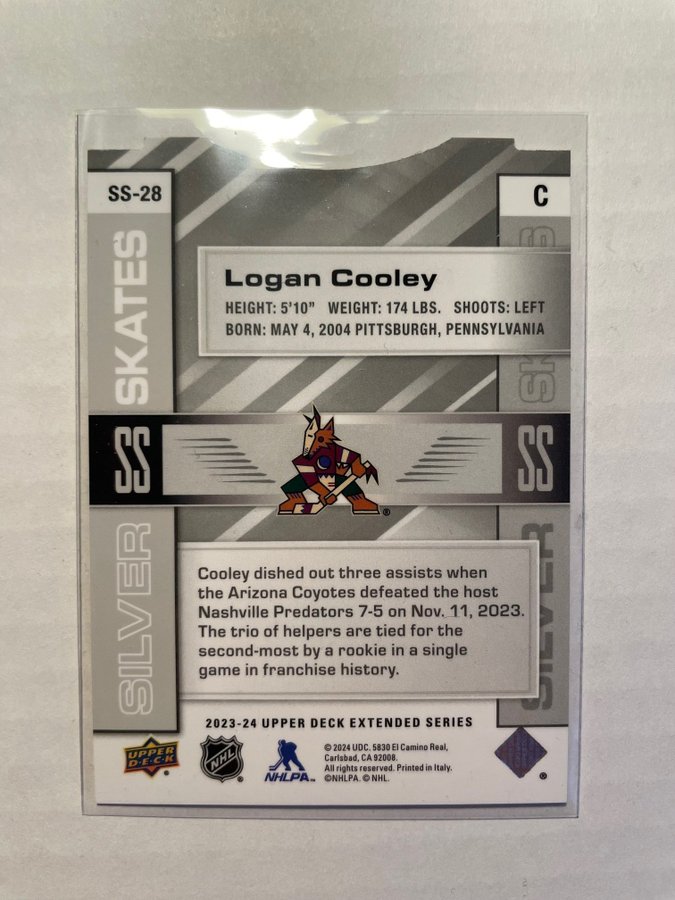 SS-28
C
SILVER SKATES
SS
Logan Cooley
HEIGHT: 5'10" WEIGHT: 174 LBS. SHOOTS: LEFT
BORN: MAY 4, 2004 PITTSBURGH, PENNSYLVANIA
SS
®
Cooley dished out three assists when
the Arizona Coyotes defeated the host
Nashville Predators 7-5 on Nov. 11, 2023.
The trio of helpers are tied for the
second-most by a rookie in a single
game in franchise history.
SILVER SKATES
2023-24 UPPER DECK EXTENDED SERIES
UPPER
DECK
®
NHL
®
NHLPA™
© 2024 UDC. 5830 El Camino Real,
Carlsbad, CA 92008.
All rights reserved. Printed in Italy.
©NHLPA. © NHL.
®